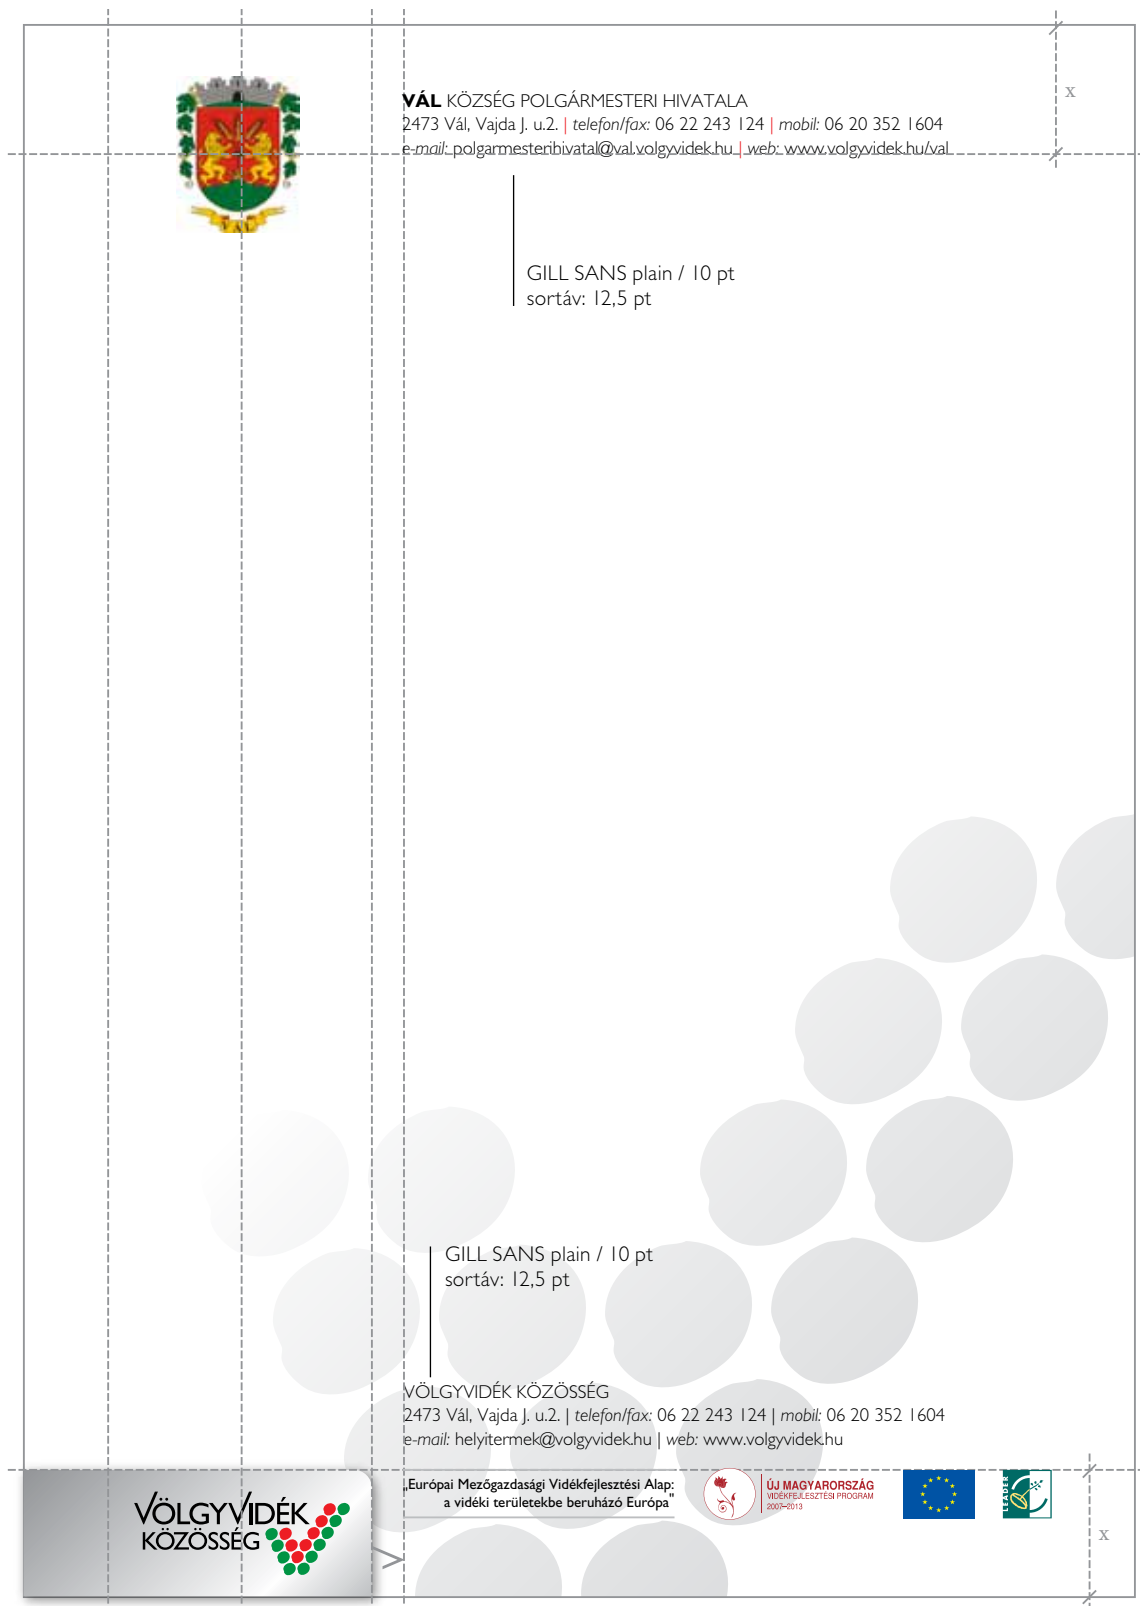 VÁL KÖZSÉG POLGÁRMESTERI HIVATALA
2473 Vál, Vajda J. u.2. | telefon/fax: 06 22 243 124 | mobil: 06 20 352 1604
e-mail: polgarmesterihivatal@val.volgyvidek.hu | web: www.volgyvidek.hu/val
x
VÁL
GILL SANS plain / 10 pt
sortáv: 12,5 pt
GILL SANS plain / 10 pt
sortáv: 12,5 pt
VÖLGYVIDÉK KÖZÖSSÉG
2473 Vál, Vajda J. u.2. | telefon/fax: 06 22 243 124 | mobil: 06 20 352 1604
e-mail: helyitermek@volgyvidek.hu | web: www.volgyvidek.hu
VÖLGYVIDÉK
KÖZÖSSÉG
„Európai Mezőgazdasági Vidékfejlesztési Alap:
a vidéki területekbe beruházó Európa"
ÚJ MAGYARORSZÁG
VIDÉKFEJLESZTÉSI PROGRAM
2007–2013
LEADER
x